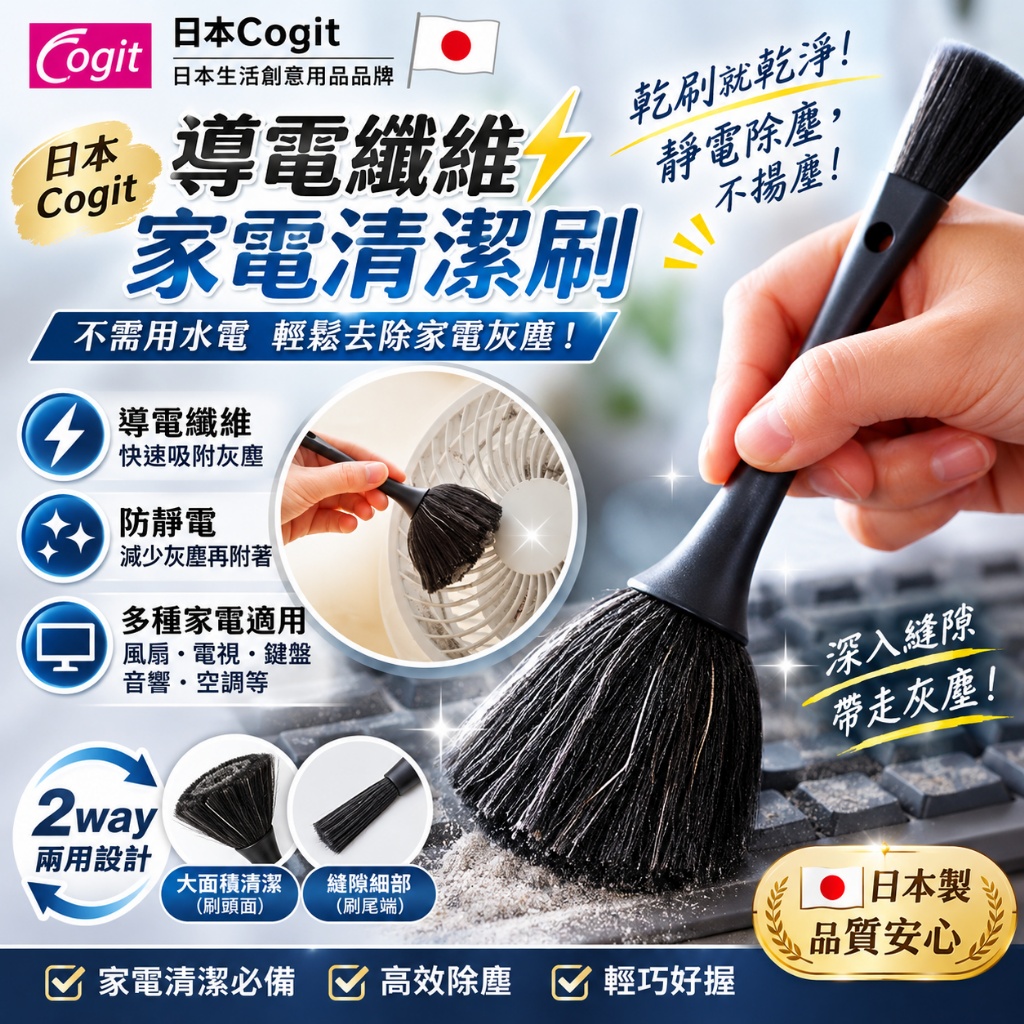 Cogit
日本Cogit
日本生活創意用品品牌
日本
Cogit
導電纖維
家電清潔刷
不需用水電 輕鬆去除家電灰塵！
乾刷就乾淨！
靜電除塵，
不揚塵！
導電纖維
快速吸附灰塵
防靜電
減少灰塵再附著
多種家電適用
風扇・電視・鍵盤
音響・空調等
深入縫隙
帶走灰塵！
2way
兩用設計
大面積清潔
（刷頭面）
縫隙細部
（刷尾端）
日本製
品質安心
家電清潔必備
高效除塵
輕巧好握